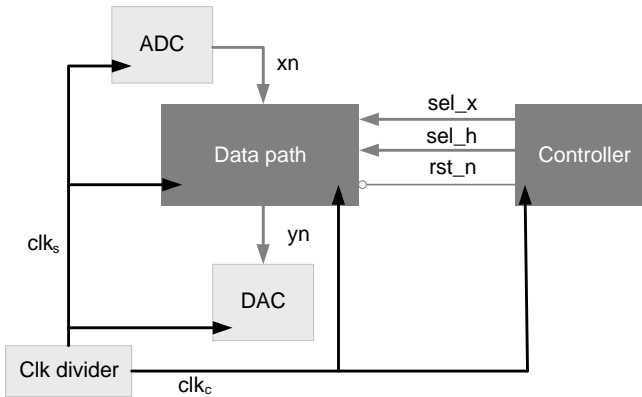 ADC
xn
sel_x
sel_h
Data path
Controller
rst_n
clks
yn
DAC
Clk divider
clkc